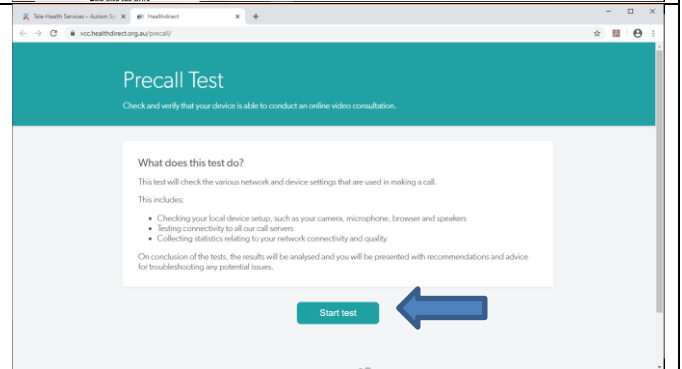 Tele-Health Services – Autism Sp
Healthdirect
vcc.healthdirect.org.au/precall/
Precall Test
Check and verify that your device is able to conduct an online video consultation.
What does this test do?
This test will check the various network and device settings that are used in making a call.
This includes:
• Checking your local device setup, such as your camera, microphone, browser and speakers
• Testing connectivity to all our call servers
• Collecting statistics relating to your network connectivity and quality
On conclusion of the tests, the results will be analysed and you will be presented with recommendations and advice
for troubleshooting any potential issues.
Start test